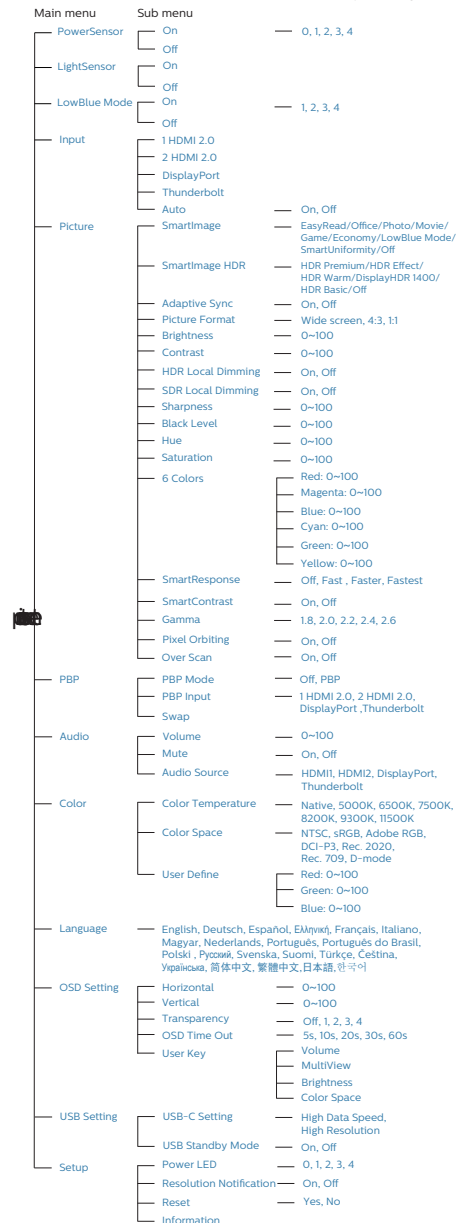 Main menu Sub menu
PowerSensor On 0, 1, 2, 3, 4
Off
LightSensor On
Off
LowBlue Mode On 1, 2, 3, 4
Off
Input 1 HDMI 2.0
2 HDMI 2.0
DisplayPort
Thunderbolt
Auto On, Off
Picture SmartImage EasyRead/Office/Photo/Movie/
Game/Economy/LowBlue Mode/
SmartUniformity/Off
SmartImage HDR HDR Premium/HDR Effect/
HDR Warm/DisplayHDR 1400/
HDR Basic/Off
Adaptive Sync On, Off
Picture Format Wide screen, 4:3, 1:1
Brightness 0~100
Contrast 0~100
HDR Local Dimming On, Off
SDR Local Dimming On, Off
Sharpness 0~100
Black Level 0~100
Hue 0~100
Saturation 0~100
6 Colors Red: 0~100
Magenta: 0~100
Blue: 0~100
Cyan: 0~100
Green: 0~100
Yellow: 0~100
SmartResponse Off, Fast , Faster, Fastest
SmartContrast On, Off
Gamma 1.8, 2.0, 2.2, 2.4, 2.6
Pixel Orbiting On, Off
Over Scan On, Off
PBP PBP Mode Off, PBP
PBP Input 1 HDMI 2.0, 2 HDMI 2.0,
DisplayPort ,Thunderbolt
Swap
Audio Volume 0~100
Mute On, Off
Audio Source HDMI1, HDMI2, DisplayPort,
Thunderbolt
Color Color Temperature Native, 5000K, 6500K, 7500K,
8200K, 9300K, 11500K
Color Space NTSC, sRGB, Adobe RGB,
DCI-P3, Rec. 2020,
Rec. 709, D-mode
User Define Red: 0~100
Green: 0~100
Blue: 0~100
Language English, Deutsch, Español, Ελληνική, Français, Italiano,
Magyar, Nederlands, Português, Português do Brasil,
Polski , Русский, Svenska, Suomi, Türkçe, Čeština,
Українська, 简体中文, 繁體中文,日本語,한국어
OSD Setting Horizontal 0~100
Vertical 0~100
Transparency Off, 1, 2, 3, 4
OSD Time Out 5s, 10s, 20s, 30s, 60s
User Key Volume
MultiView
Brightness
Color Space
USB Setting USB-C Setting High Data Speed,
High Resolution
USB Standby Mode On, Off
Setup Power LED 0, 1, 2, 3, 4
Resolution Notification On, Off
Reset Yes, No
Information